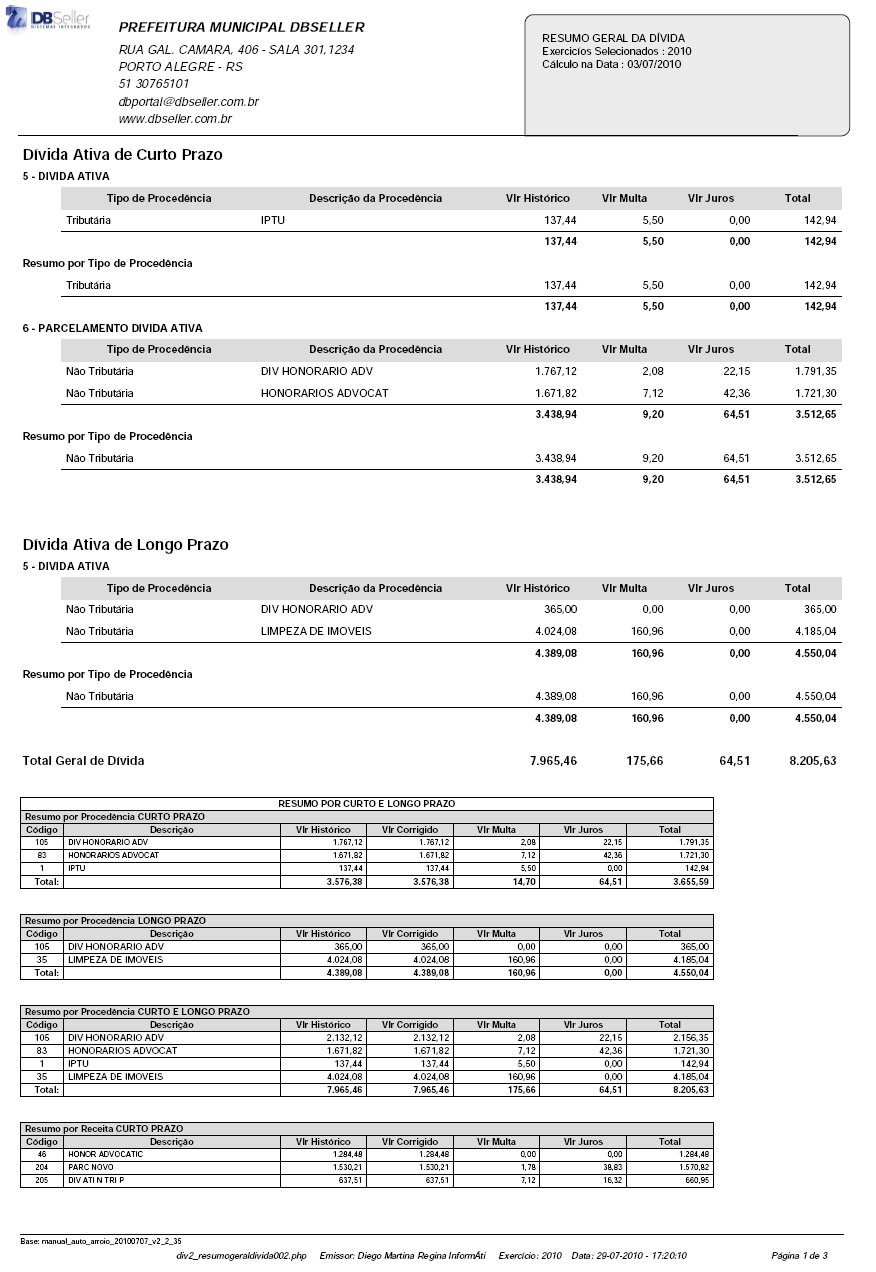 DBSeller
SISTEMAS INTEGRADOS
PREFEITURA MUNICIPAL DBSELLER
RUA GAL. CAMARA, 406 - SALA 301,1234
PORTO ALEGRE - RS
51 30765101
dbportal@dbseller.com.br
www.dbseller.com.br
RESUMO GERAL DA DÍVIDA
Exercicíos Selecionados : 2010
Cálculo na Data : 03/07/2010
Dívida Ativa de Curto Prazo
5 - DIVIDA ATIVA
Tipo de Procedência Descrição da Procedência Vlr Histórico Vlr Multa Vlr Juros Total
Tributária IPTU 137,44 5,50 0,00 142,94
137,44 5,50 0,00 142,94
Resumo por Tipo de Procedência
Tributária 137,44 5,50 0,00 142,94
137,44 5,50 0,00 142,94
6 - PARCELAMENTO DIVIDA ATIVA
Tipo de Procedência Descrição da Procedência Vlr Histórico Vlr Multa Vlr Juros Total
Não Tributária DIV HONORARIO ADV 1.767,12 2,08 22,15 1.791,35
Não Tributária HONORARIOS ADVOCAT 1.671,82 7,12 42,36 1.721,30
3.438,94 9,20 64,51 3.512,65
Resumo por Tipo de Procedência
Não Tributária 3.438,94 9,20 64,51 3.512,65
3.438,94 9,20 64,51 3.512,65
Dívida Ativa de Longo Prazo
5 - DIVIDA ATIVA
Tipo de Procedência Descrição da Procedência Vlr Histórico Vlr Multa Vlr Juros Total
Não Tributária DIV HONORARIO ADV 365,00 0,00 0,00 365,00
Não Tributária LIMPEZA DE IMOVEIS 4.024,08 160,96 0,00 4.185,04
4.389,08 160,96 0,00 4.550,04
Resumo por Tipo de Procedência
Não Tributária 4.389,08 160,96 0,00 4.550,04
4.389,08 160,96 0,00 4.550,04
Total Geral de Dívida 7.965,46 175,66 64,51 8.205,63
RESUMO POR CURTO E LONGO PRAZO
Resumo por Procedência CURTO PRAZO
Código Descrição Vlr Histórico Vlr Corrigido Vlr Multa Vlr Juros Total
105 DIV HONORARIO ADV 1.767,12 1.767,12 2,08 22,15 1.791,35
83 HONORARIOS ADVOCAT 1.671,82 1.671,82 7,12 42,36 1.721,30
1 IPTU 137,44 137,44 5,50 0,00 142,94
Total: 3.576,38 3.576,38 14,70 64,51 3.655,59
Resumo por Procedência LONGO PRAZO
Código Descrição Vlr Histórico Vlr Corrigido Vlr Multa Vlr Juros Total
105 DIV HONORARIO ADV 365,00 365,00 0,00 0,00 365,00
35 LIMPEZA DE IMOVEIS 4.024,08 4.024,08 160,96 0,00 4.185,04
Total: 4.389,08 4.389,08 160,96 0,00 4.550,04
Resumo por Procedência CURTO E LONGO PRAZO
Código Descrição Vlr Histórico Vlr Corrigido Vlr Multa Vlr Juros Total
105 DIV HONORARIO ADV 2.132,12 2.132,12 2,08 22,15 2.156,35
83 HONORARIOS ADVOCAT 1.671,82 1.671,82 7,12 42,36 1.721,30
1 IPTU 137,44 137,44 5,50 0,00 142,94
35 LIMPEZA DE IMOVEIS 4.024,08 4.024,08 160,96 0,00 4.185,04
Total: 7.965,46 7.965,46 175,66 64,51 8.205,63
Resumo por Receita CURTO PRAZO
Código Descrição Vlr Histórico Vlr Corrigido Vlr Multa Vlr Juros Total
46 HONOR ADVOCATIC 1.284,48 1.284,48 0,00 0,00 1.284,48
204 PARC NOVO 1.530,21 1.530,21 1,78 38,83 1.570,82
205 DIV ATI N TRI P 637,51 637,51 7,12 16,32 660,95
Base: manual_auto_arroio_20100707_v2_2_35
div2_resumogeraldivida002.php Emissor: Diego Martina Regina InformÁti Exercício: 2010 Data: 29-07-2010 - 17:20:10 Página 1 de 3